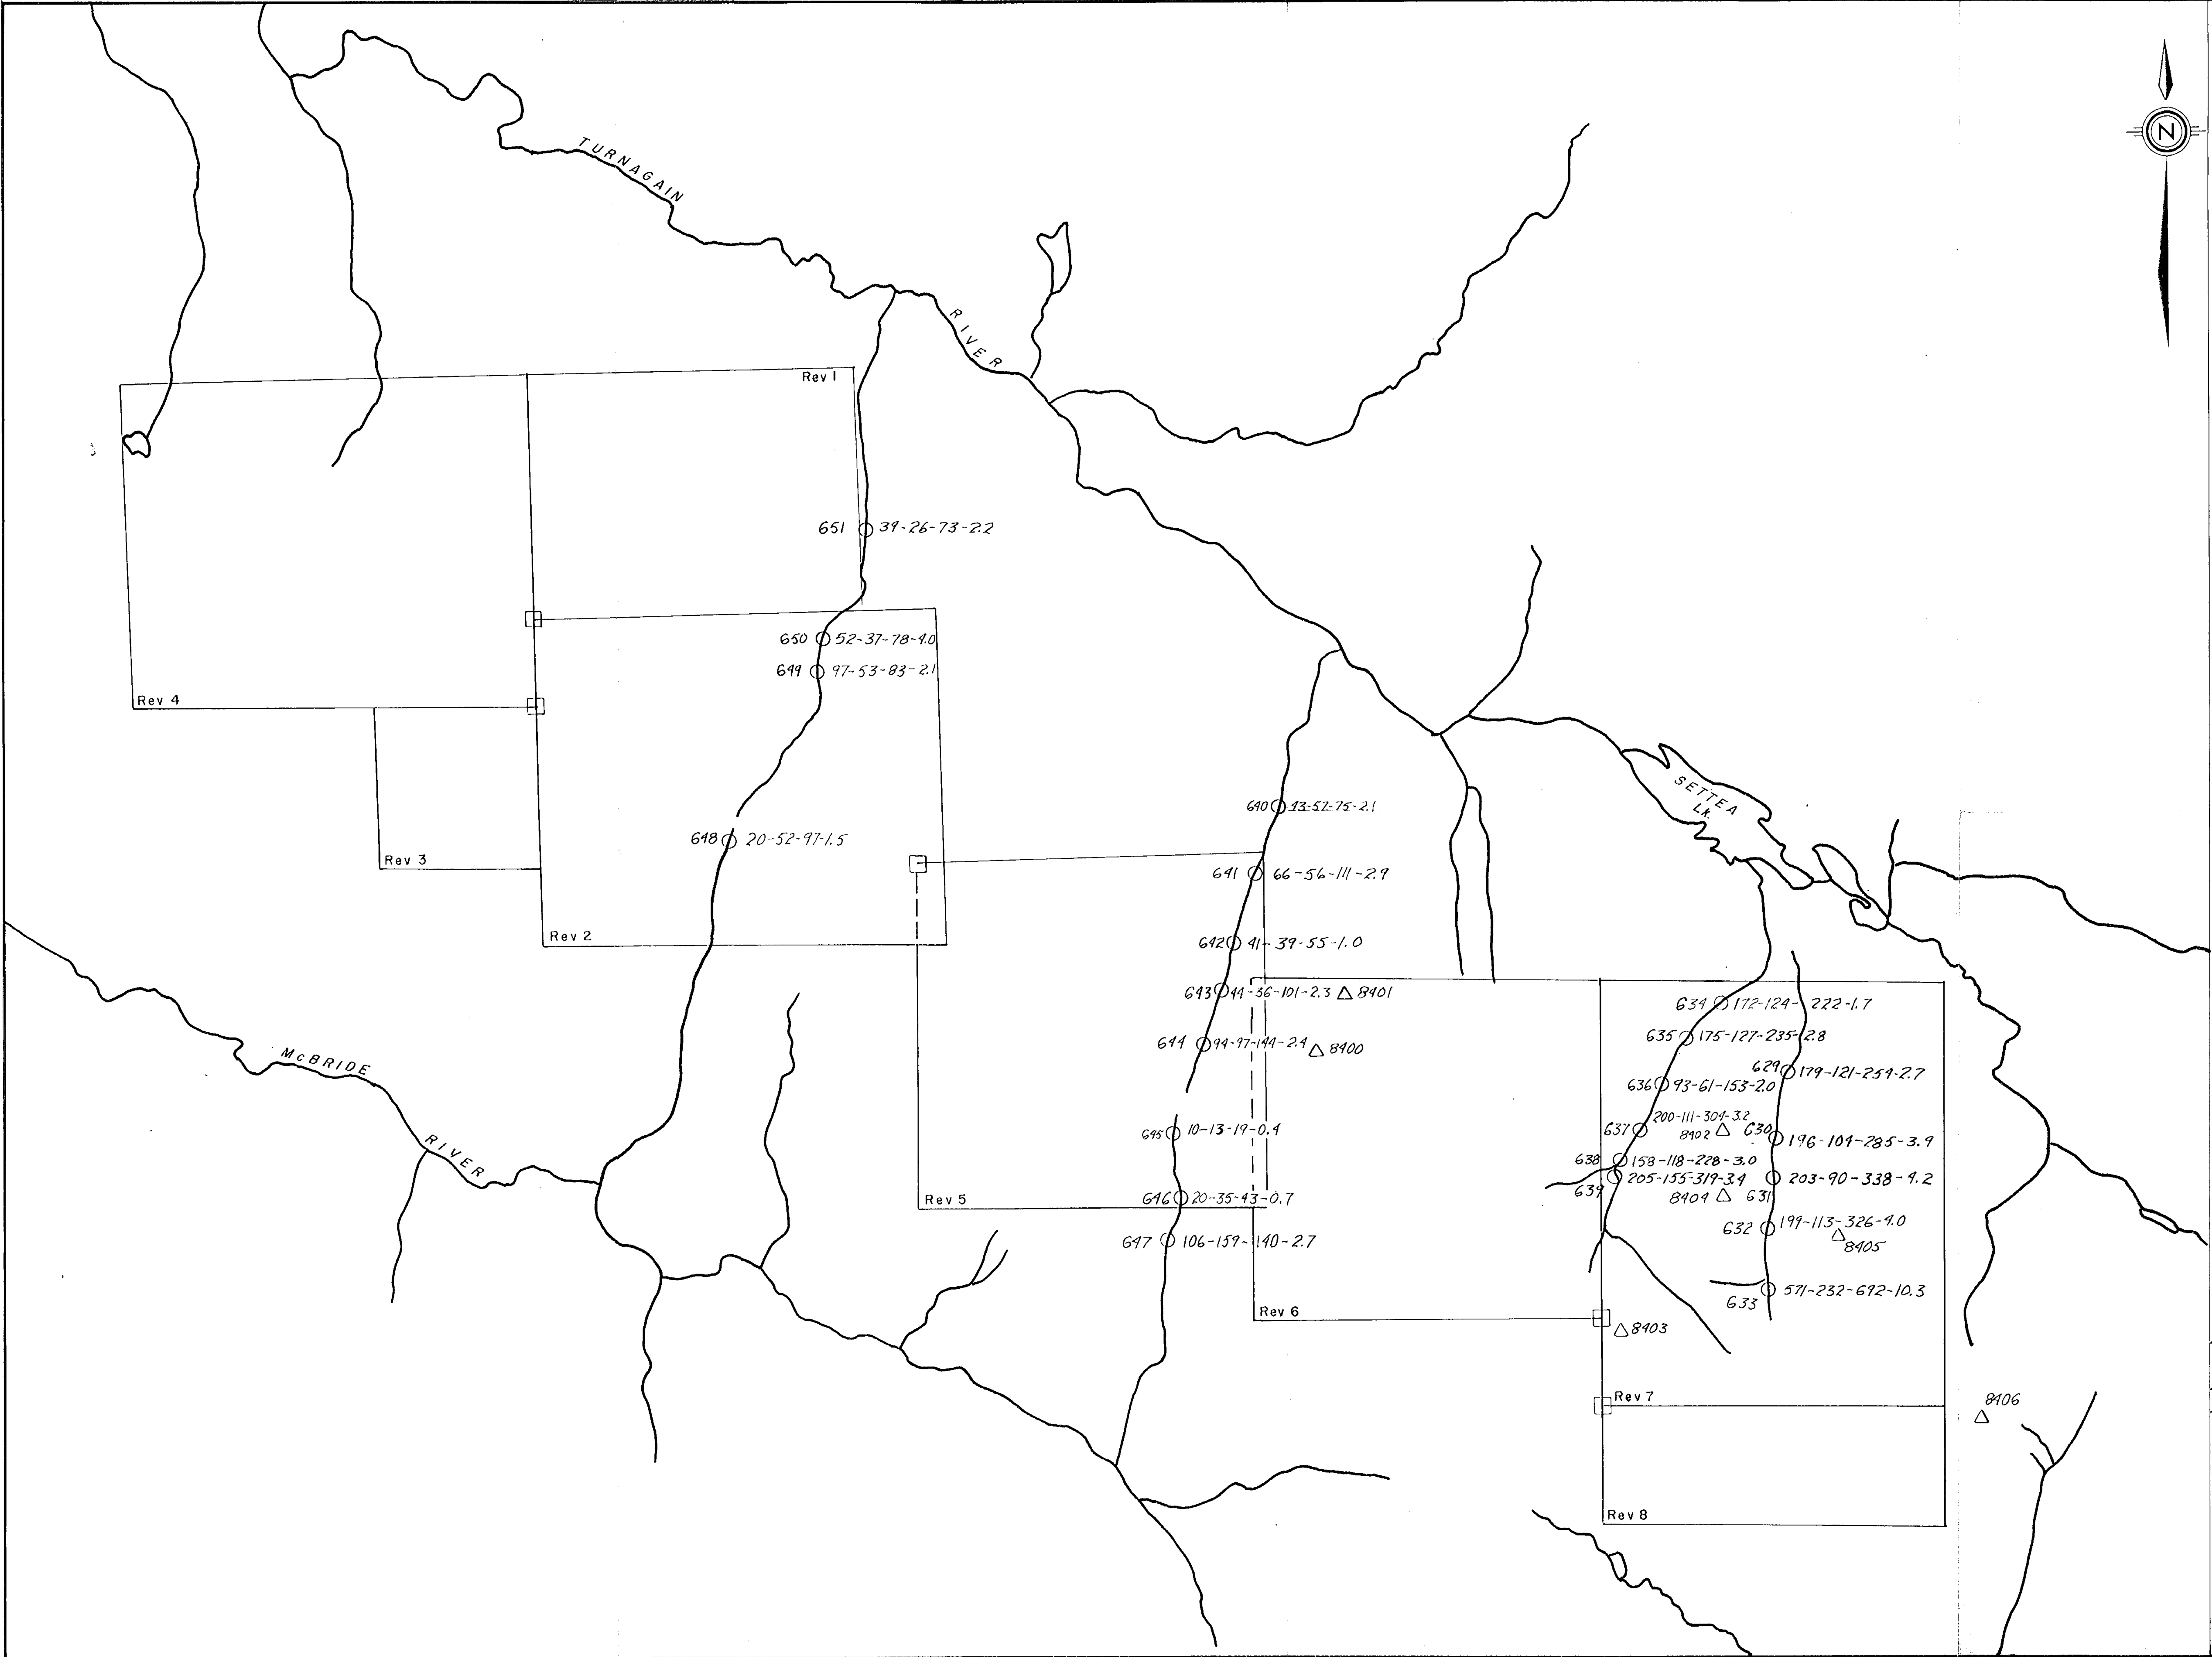 N
TURNAGAIN
RIVER
Rev 1
651 39-26-73-2.2
650 52-37-78-4.0
649 97-53-83-2.1
Rev 4
SETTEA
Lk.
640 43-52-75-2.1
648 20-52-97-1.5
Rev 3
641 66-56-111-2.9
Rev 2
642 41-39-55-1.0
643 44-36-101-2.3 8401
634 172-124-222-1.7
635 175-127-235-2.8
644 94-97-144-2.4 8400
McBRIDE
RIVER
629 179-121-254-2.7
636 93-61-153-2.0
200-111-304-3.2
637 8402 630 196-104-285-3.9
645 10-13-19-0.4
638 158-118-228-3.0
639 205-155-319-3.4
203-90-338-4.2
8404 631
Rev 5
646 20-35-43-0.7
632 199-113-326-4.0
8405
647 106-159-140-2.7
633 571-232-692-10.3
Rev 6
8403
Rev 7
8406
Rev 8